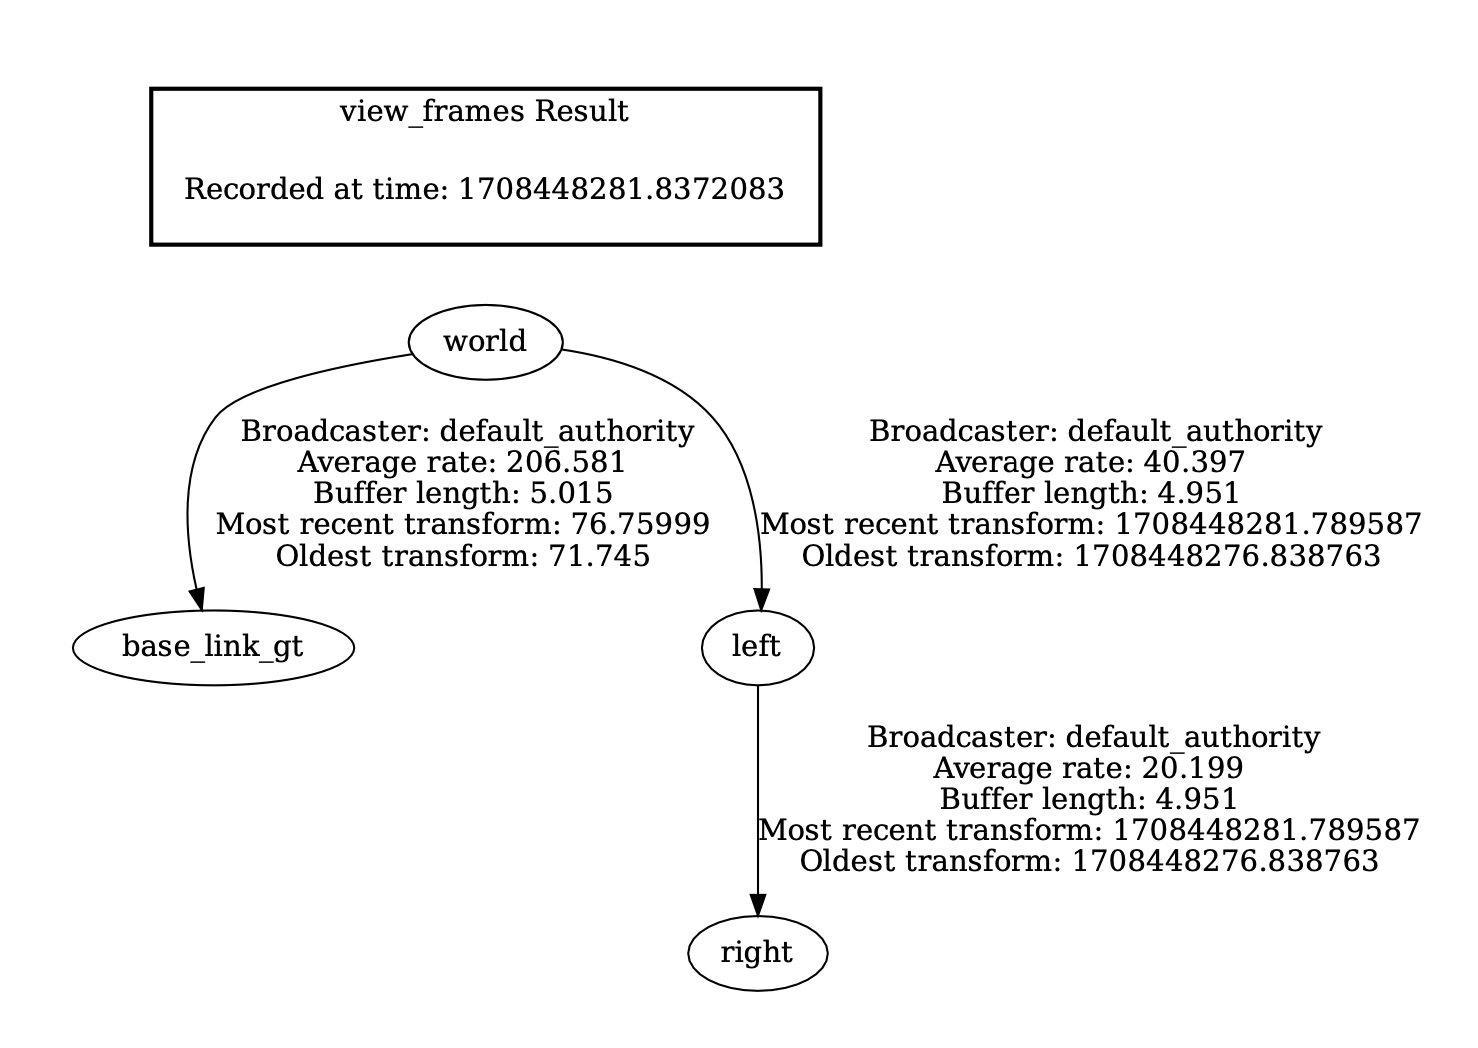 view_frames Result
Recorded at time: 1708448281.8372083
world
Broadcaster: default_authority
Average rate: 206.581
Buffer length: 5.015
Most recent transform: 76.75999
Oldest transform: 71.745
Broadcaster: default_authority
Average rate: 40.397
Buffer length: 4.951
Most recent transform: 1708448281.789587
Oldest transform: 1708448276.838763
base_link_gt
left
Broadcaster: default_authority
Average rate: 20.199
Buffer length: 4.951
Most recent transform: 1708448281.789587
Oldest transform: 1708448276.838763
right